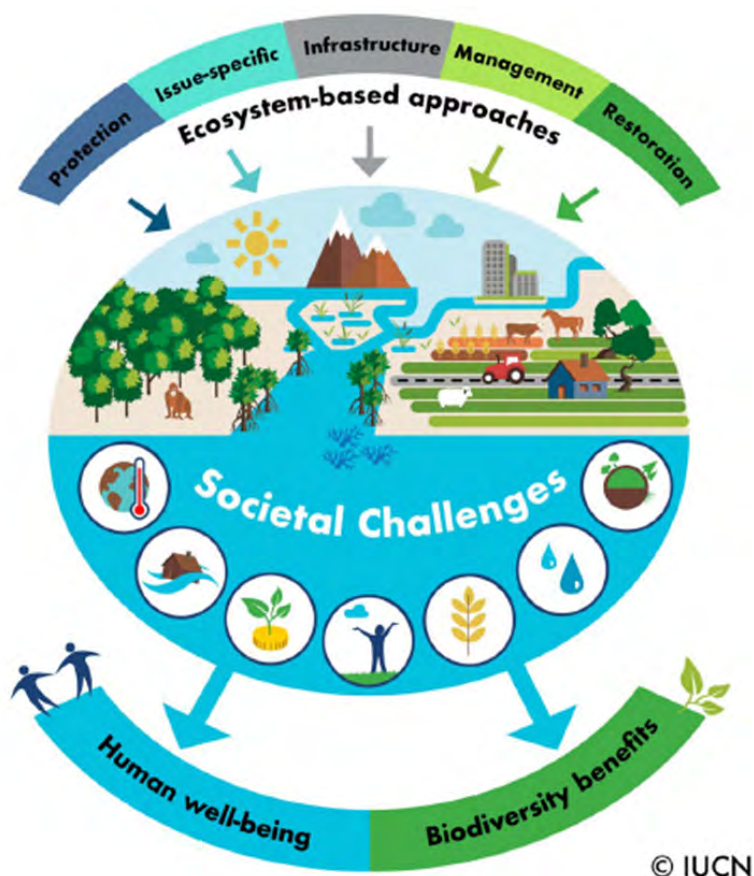 Protection
Issue-specific
Infrastructure
Management
Restoration
Ecosystem-based approaches
Societal Challenges
Human well-being
Biodiversity benefits
© IUCN